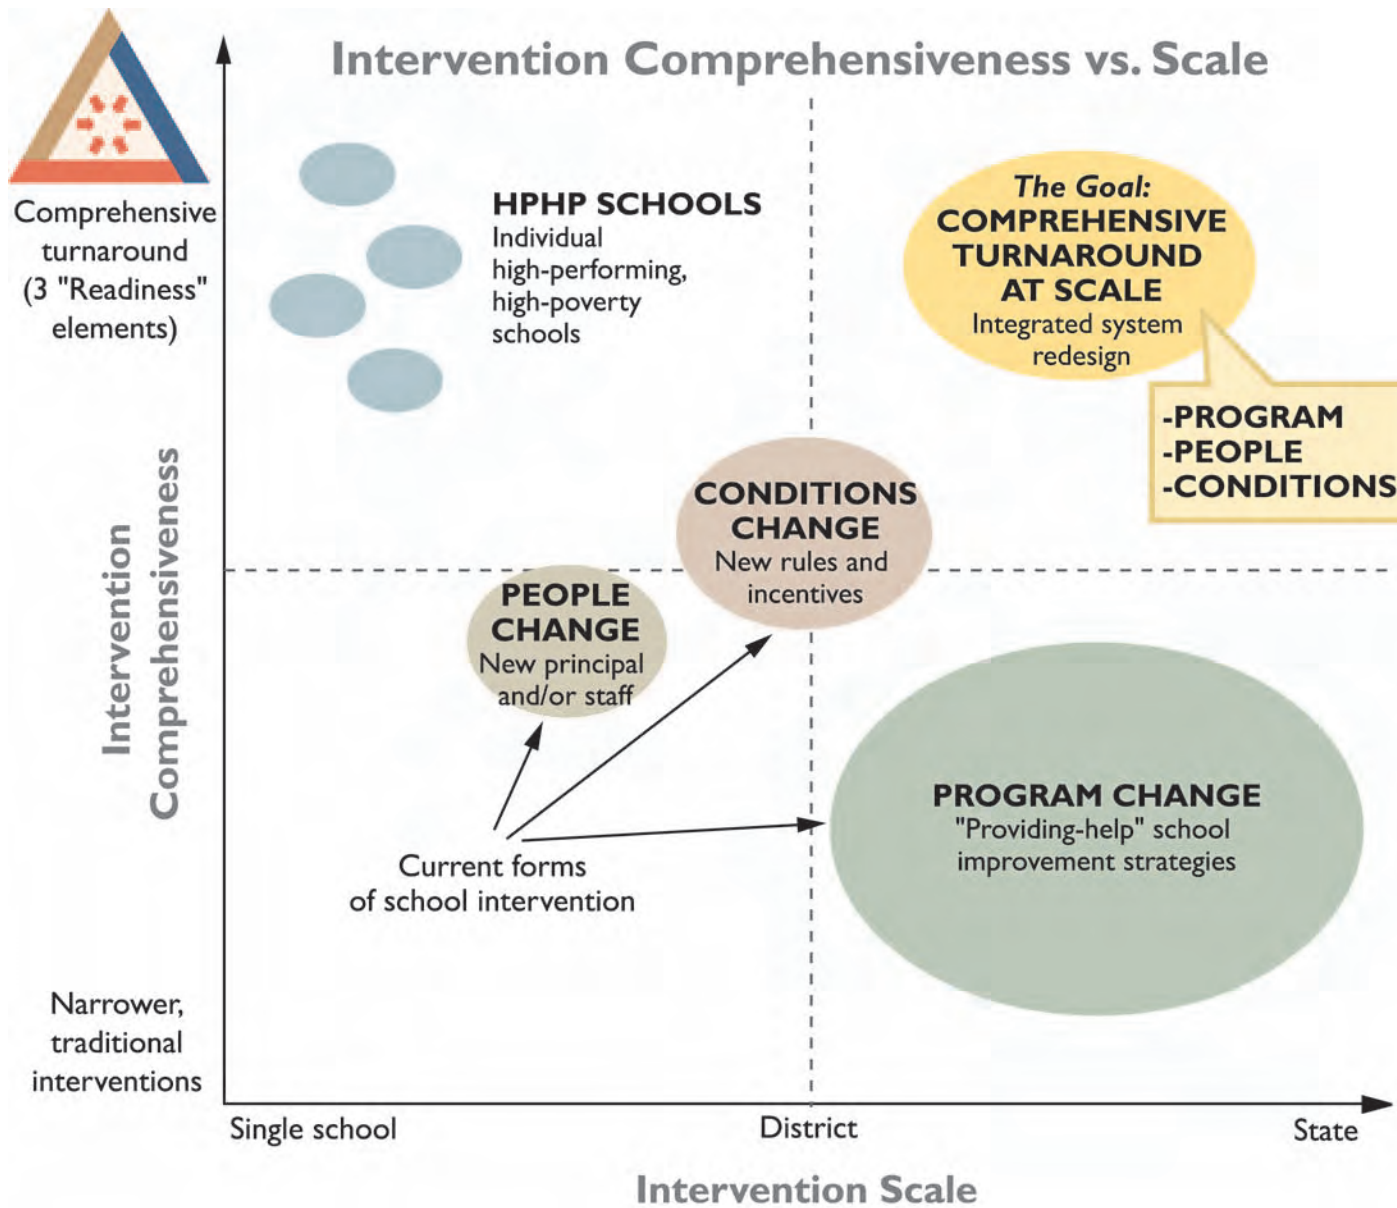 Intervention Comprehensiveness vs. Scale
Comprehensive
turnaround
(3 "Readiness"
elements)
HPHP SCHOOLS
Individual
high-performing,
high-poverty
schools
The Goal:
COMPREHENSIVE
TURNAROUND
AT SCALE
Integrated system
redesign
-PROGRAM
-PEOPLE
-CONDITIONS
Intervention
Comprehensiveness
CONDITIONS
CHANGE
New rules and
incentives
PEOPLE
CHANGE
New principal
and/or staff
PROGRAM CHANGE
"Providing-help" school
improvement strategies
Current forms
of school intervention
Narrower,
traditional
interventions
Single school
District
State
Intervention Scale